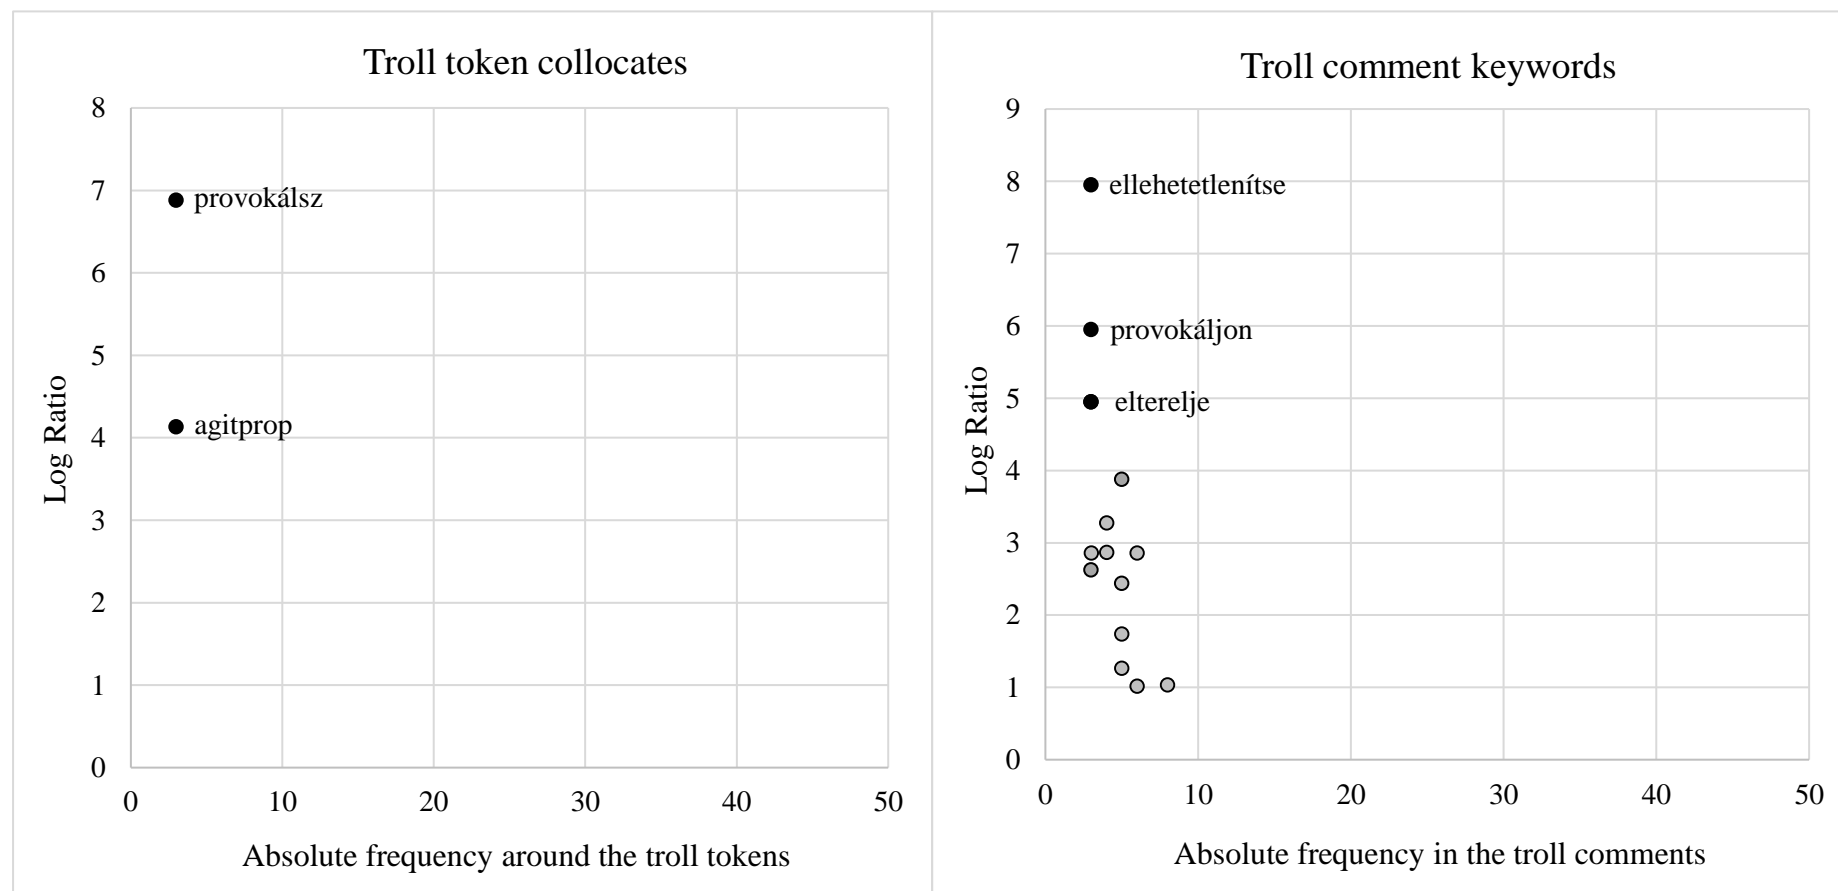 Troll token collocates
8
7
6
5
4
3
2
1
0
provokálsz
agitprop
Log Ratio
0 10 20 30 40 50
Absolute frequency around the troll tokens
Troll comment keywords
9
8
7
6
5
4
3
2
1
0
ellehetetlenítse
provokáljon
elterelje
Log Ratio
0 10 20 30 40 50
Absolute frequency in the troll comments